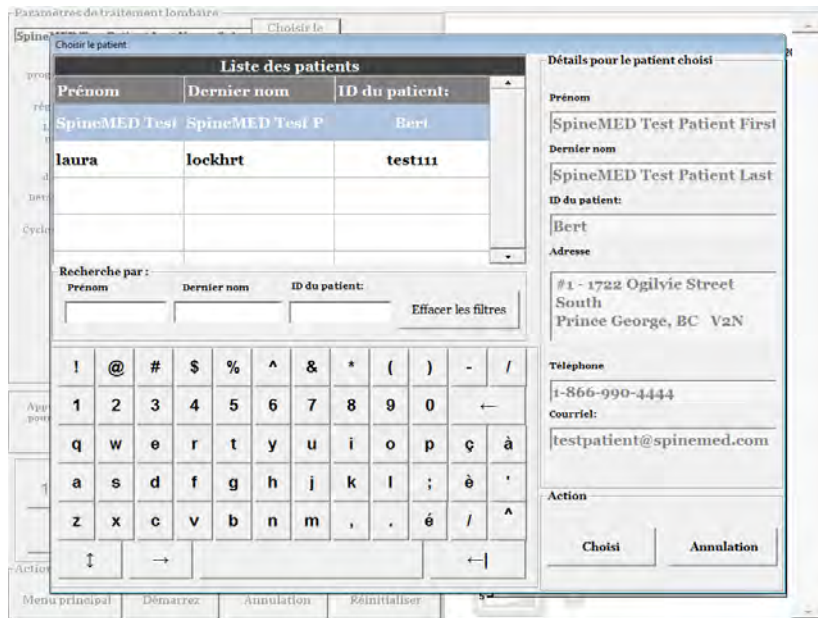 Paramètres de traitement lombaire
Choisir le
Choisir le patient
Liste des patients
Prénom Dernier nom ID du patient:
SpineMED Test SpineMED Test P Bert
laura lockhrt test111
Recherche par :
Prénom Dernier nom ID du patient:
Effacer les filtres
! @ # $ % ^ & * ( ) - /
1 2 3 4 5 6 7 8 9 0 ←
q w e r t y u i o p ç à
a s d f g h j k l ; è '
z x c v b n m , . é / ^
↕ → ←|
Détails pour le patient choisi
Prénom
SpineMED Test Patient First
Dernier nom
SpineMED Test Patient Last
ID du patient:
Bert
Adresse
#1 - 1722 Ogilvie Street
South
Prince George, BC V2N
Télephone
1-866-990-4444
Courriel:
testpatient@spinemed.com
Action
Choisi Annulation
Action
Menu principal Démarrez Annulation Réinitialiser